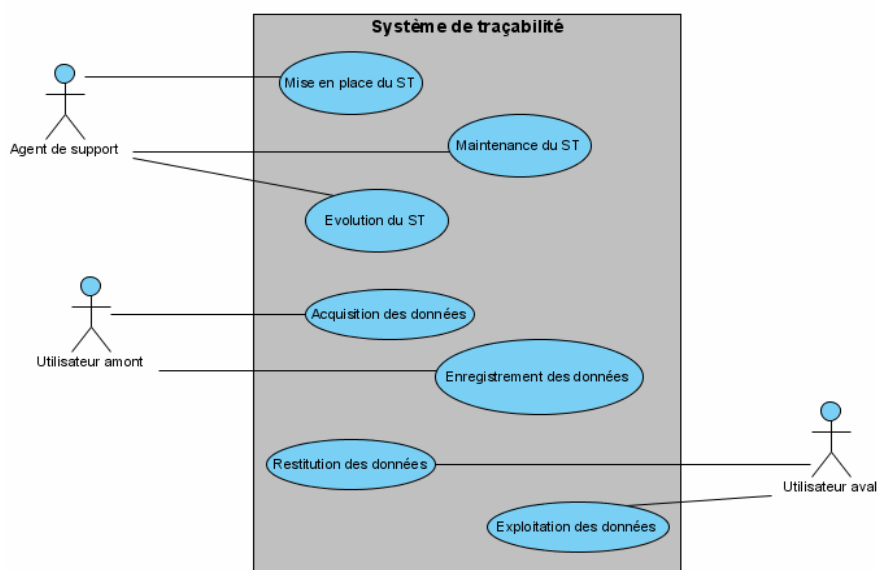 Système de traçabilité
Mise en place du ST
Agent de support
Maintenance du ST
Evolution du ST
Acquisition des données
Utilisateur amont
Enregistrement des données
Restitution des données
Utilisateur aval
Exploitation des données